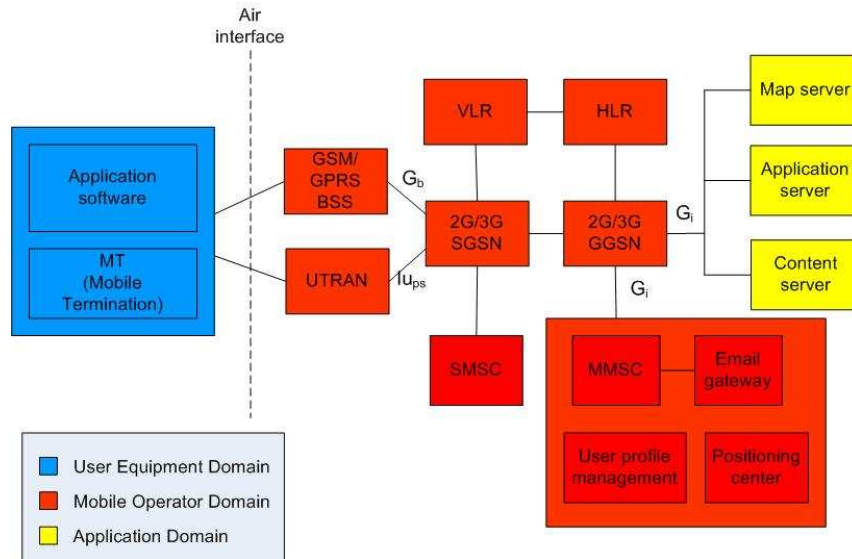 Air
interface
Application
software
MT
(Mobile
Termination)
GSM/
GPRS
BSS
UTRAN
Gb
Iups
VLR
HLR
2G/3G
SGSN
2G/3G
GGSN
Gi
Gi
SMSC
MMSC
Email
gateway
User profile
management
Positioning
center
Map server
Application
server
Content
server
User Equipment Domain
Mobile Operator Domain
Application Domain